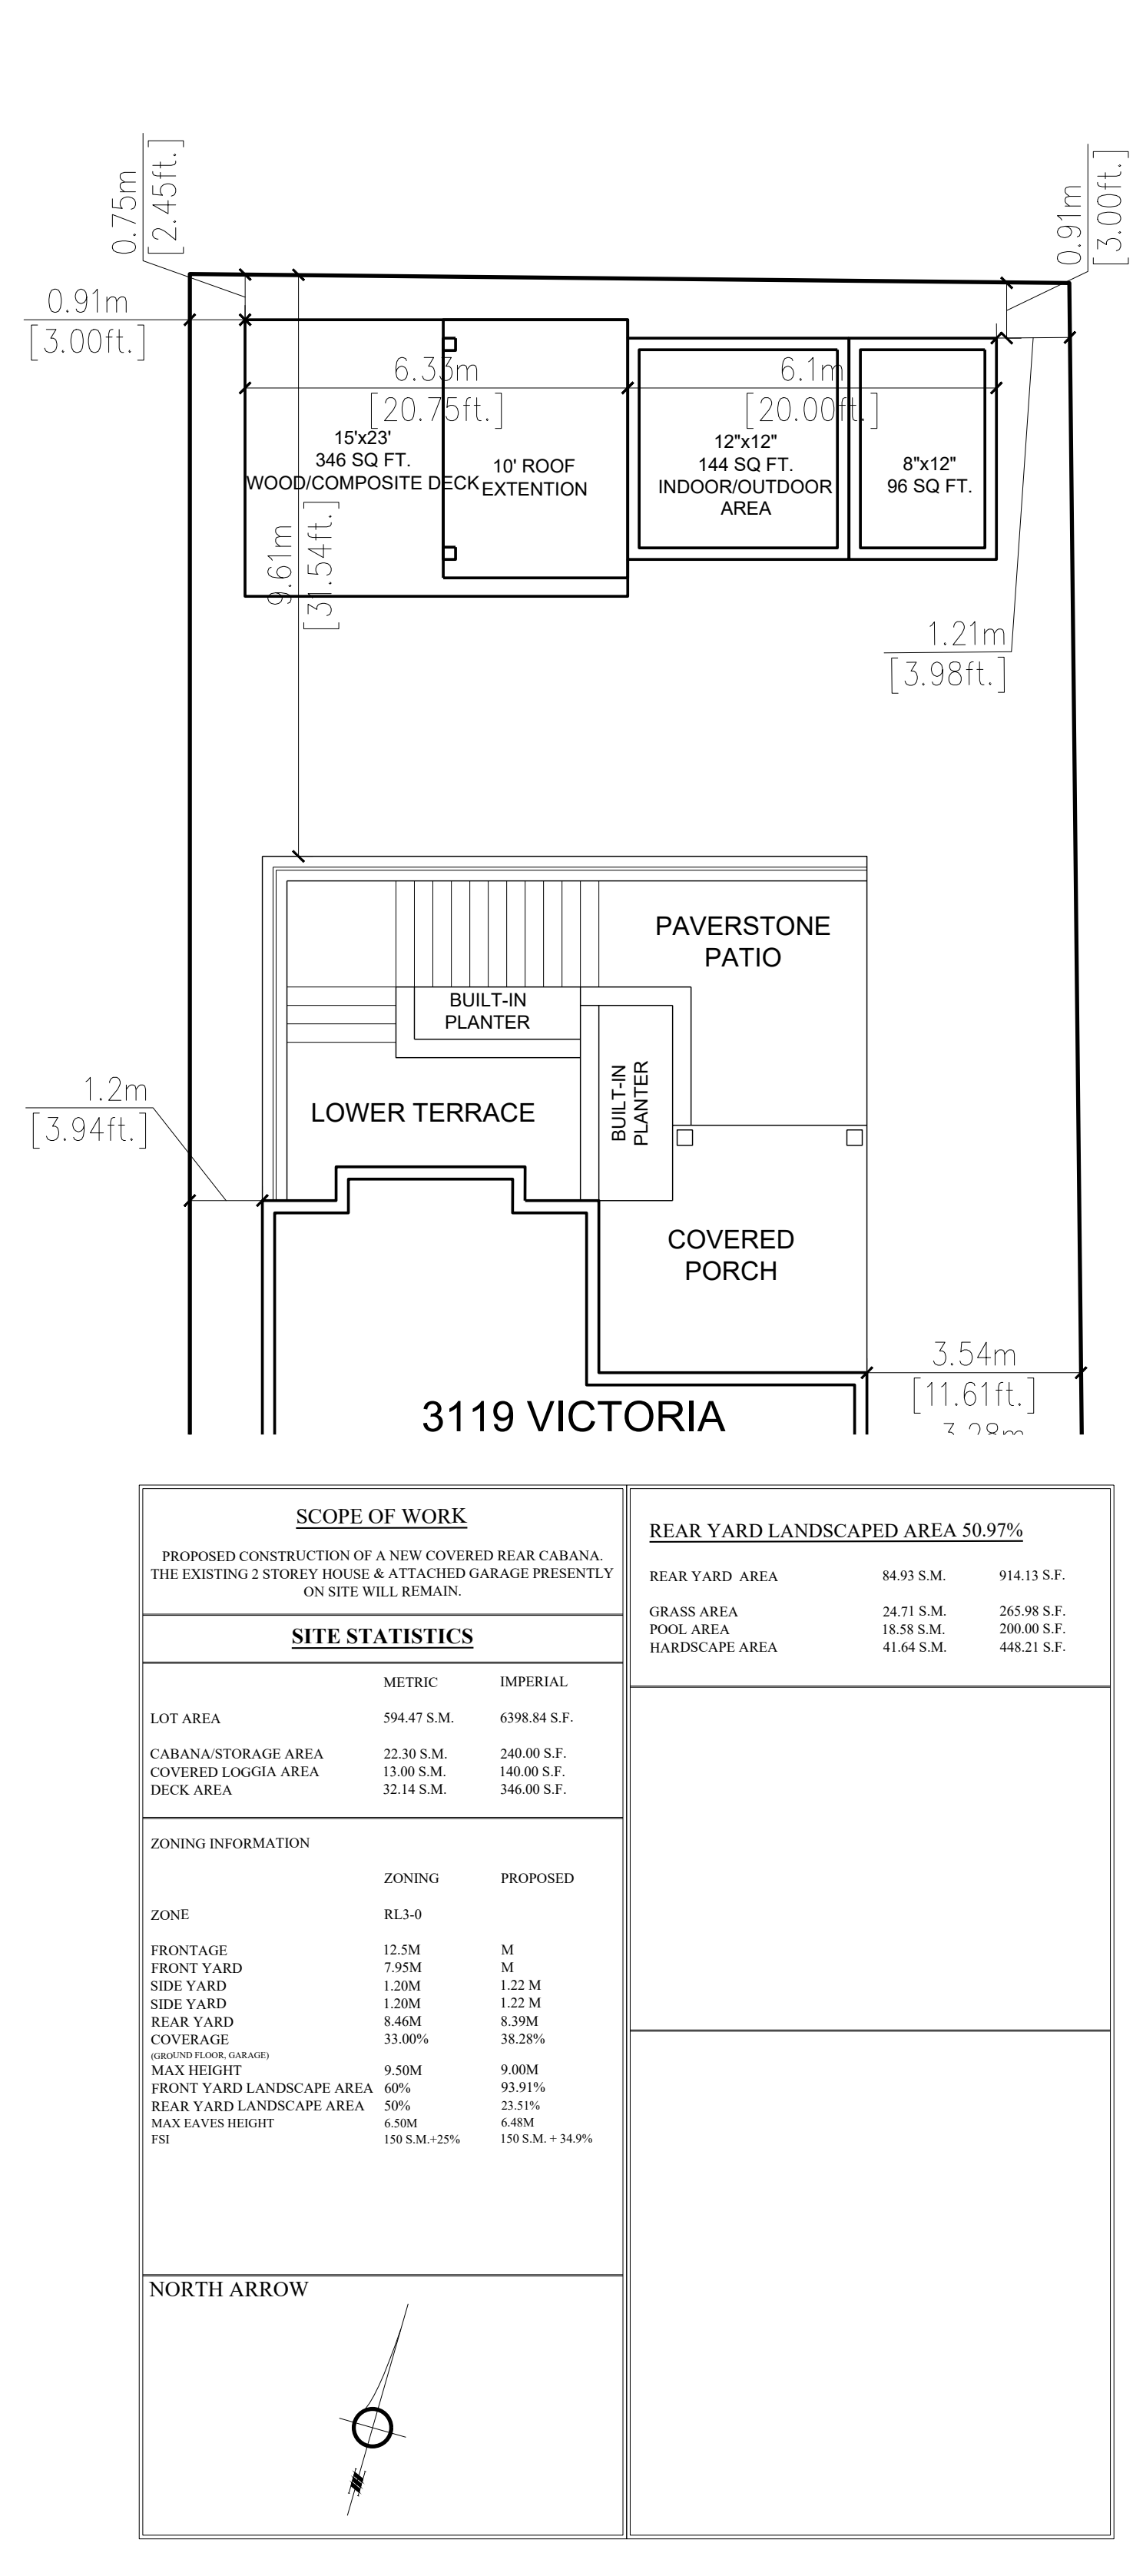 0.75m
[2.45ft.]
0.91m
[3.00ft.]
0.91m
[3.00ft.]
6.33m
[20.75ft.]
6.1m
[20.00ft.]
15'x23'
346 SQ FT.
WOOD/COMPOSITE DECK
10' ROOF
EXTENTION
12"x12"
144 SQ FT.
INDOOR/OUTDOOR
AREA
8"x12"
96 SQ FT.
9.61m
[31.54ft.]
1.21m
[3.98ft.]
PAVERSTONE
PATIO
BUILT-IN
PLANTER
BUILT-IN
PLANTER
LOWER TERRACE
1.2m
[3.94ft.]
COVERED
PORCH
3.54m
[11.61ft.]
3.28m
3119 VICTORIA
SCOPE OF WORK
PROPOSED CONSTRUCTION OF A NEW COVERED REAR CABANA.
THE EXISTING 2 STOREY HOUSE & ATTACHED GARAGE PRESENTLY
ON SITE WILL REMAIN.
SITE STATISTICS
METRIC IMPERIAL
LOT AREA 594.47 S.M. 6398.84 S.F.
CABANA/STORAGE AREA 22.30 S.M. 240.00 S.F.
COVERED LOGGIA AREA 13.00 S.M. 140.00 S.F.
DECK AREA 32.14 S.M. 346.00 S.F.
ZONING INFORMATION
ZONING PROPOSED
ZONE RL3-0
FRONTAGE 12.5M M
FRONT YARD 7.95M M
SIDE YARD 1.20M 1.22 M
SIDE YARD 1.20M 1.22 M
REAR YARD 8.46M 8.39M
COVERAGE 33.00% 38.28%
(GROUND FLOOR, GARAGE)
MAX HEIGHT 9.50M 9.00M
FRONT YARD LANDSCAPE AREA 60% 93.91%
REAR YARD LANDSCAPE AREA 50% 23.51%
MAX EAVES HEIGHT 6.50M 6.48M
FSI 150 S.M.+25% 150 S.M. + 34.9%
NORTH ARROW
REAR YARD LANDSCAPED AREA 50.97%
REAR YARD AREA 84.93 S.M. 914.13 S.F.
GRASS AREA 24.71 S.M. 265.98 S.F.
POOL AREA 18.58 S.M. 200.00 S.F.
HARDSCAPE AREA 41.64 S.M. 448.21 S.F.